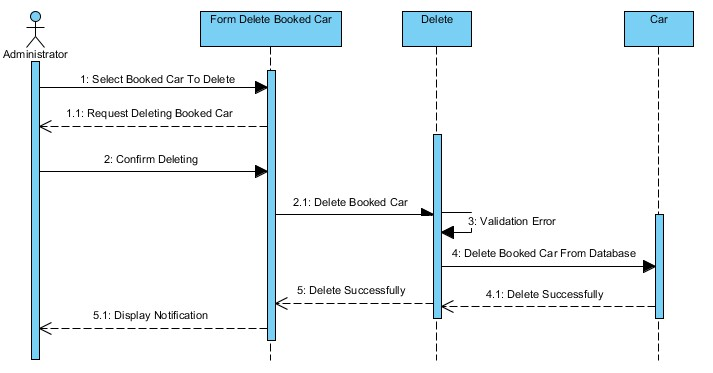 Form Delete Booked Car
Delete
Car
Administrator
1: Select Booked Car To Delete
1.1: Request Deleting Booked Car
2: Confirm Deleting
2.1: Delete Booked Car
3: Validation Error
4: Delete Booked Car From Database
5: Delete Successfully
4.1: Delete Successfully
5.1: Display Notification